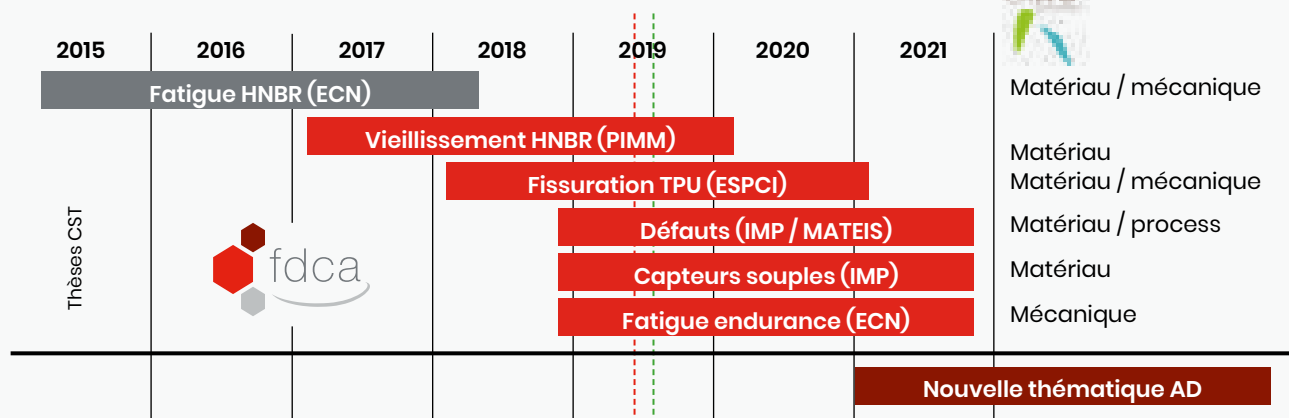 2015 2016 2017 2018 2019 2020 2021
Fatigue HNBR (ECN) Matériau / mécanique
Vieillissement HNBR (PIMM) Matériau
Fissuration TPU (ESPCI) Matériau / mécanique
Défauts (IMP / MATEIS) Matériau / process
Thèses CST
fdca
Capteurs souples (IMP) Matériau
Fatigue endurance (ECN) Mécanique
Nouvelle thématique AD